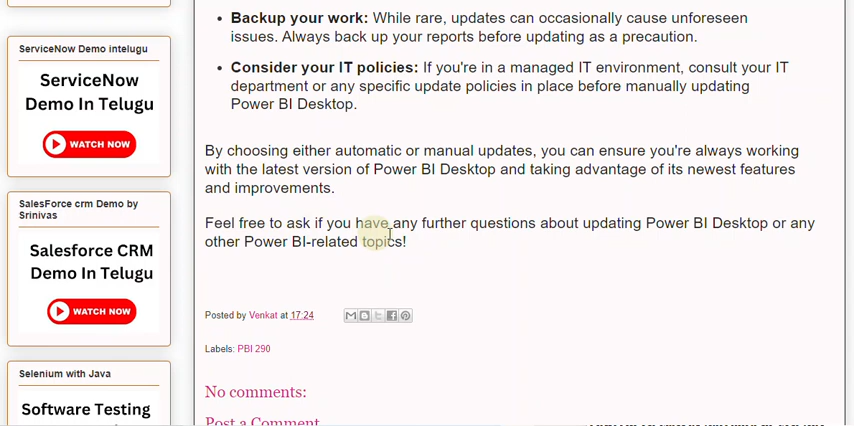 ServiceNow Demo intelugu
ServiceNow
Demo In Telugu
WATCH NOW
SalesForce crm Demo by
Srinivas
Salesforce CRM
Demo In Telugu
WATCH NOW
Selenium with Java
Software Testing
• Backup your work: While rare, updates can occasionally cause unforeseen
issues. Always back up your reports before updating as a precaution.
• Consider your IT policies: If you're in a managed IT environment, consult your IT
department or any specific update policies in place before manually updating
Power BI Desktop.
By choosing either automatic or manual updates, you can ensure you're always working
with the latest version of Power BI Desktop and taking advantage of its newest features
and improvements.
Feel free to ask if you have any further questions about updating Power BI Desktop or any
other Power BI-related topics!
Posted by Venkat at 17:24
Labels: PBI 290
No comments:
Post a Comment